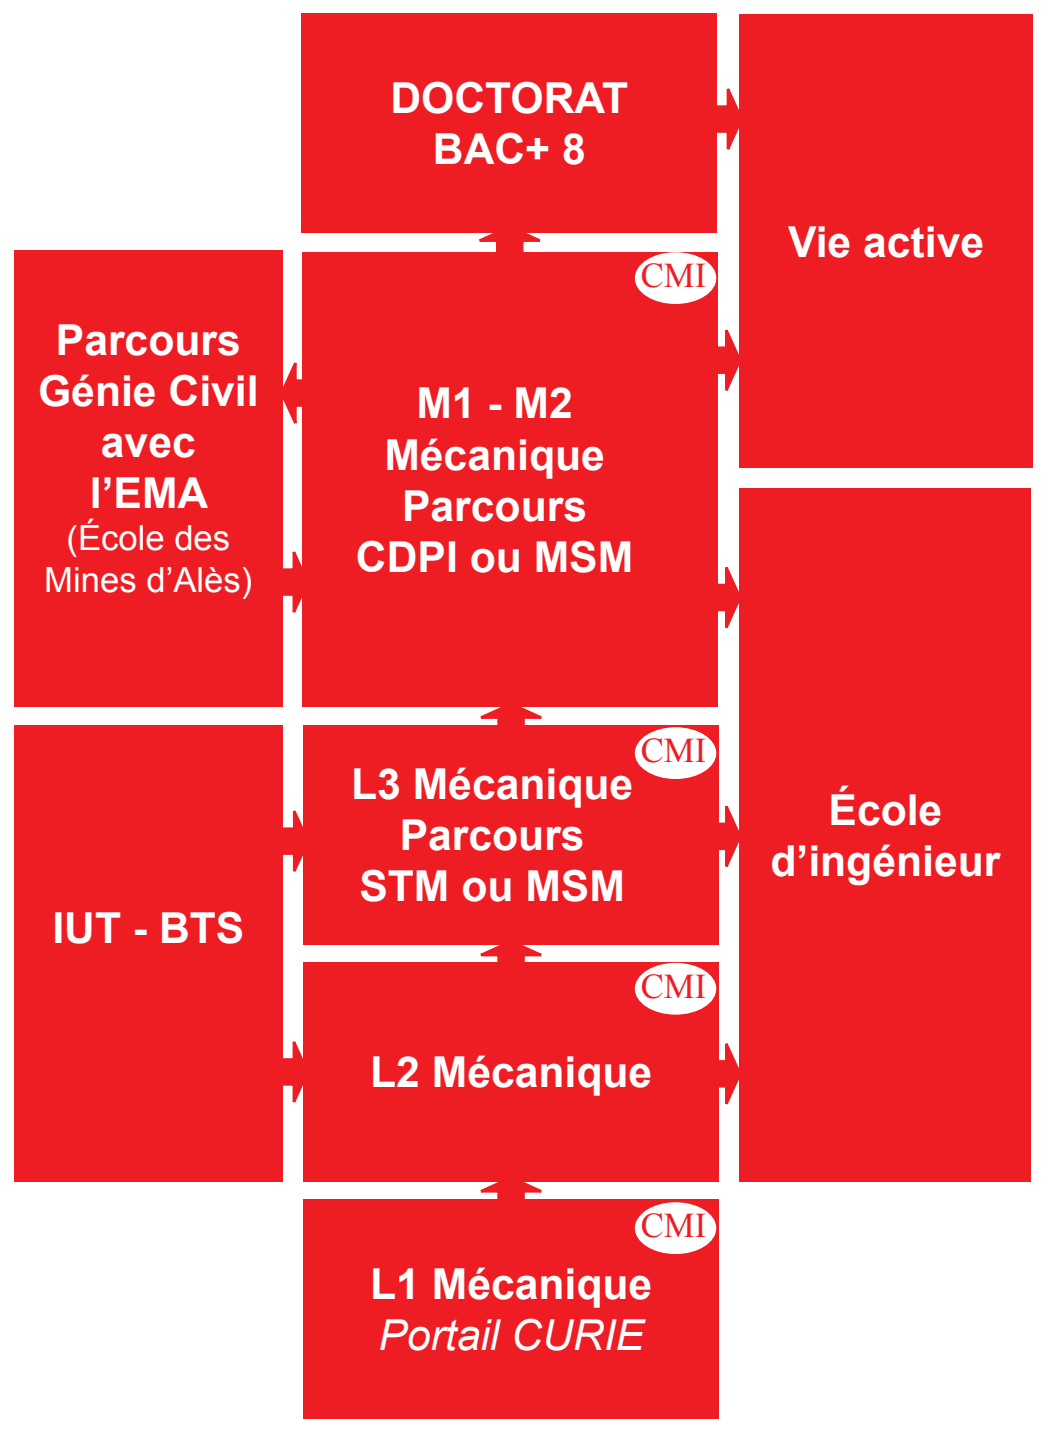 DOCTORAT
BAC+ 8
Vie active
CMI
Parcours
Génie Civil
avec
l’EMA
(École des
Mines d’Alès)
M1 - M2
Mécanique
Parcours
CDPI ou MSM
CMI
L3 Mécanique
Parcours
STM ou MSM
École
d’ingénieur
IUT - BTS
CMI
L2 Mécanique
CMI
L1 Mécanique
Portail CURIE